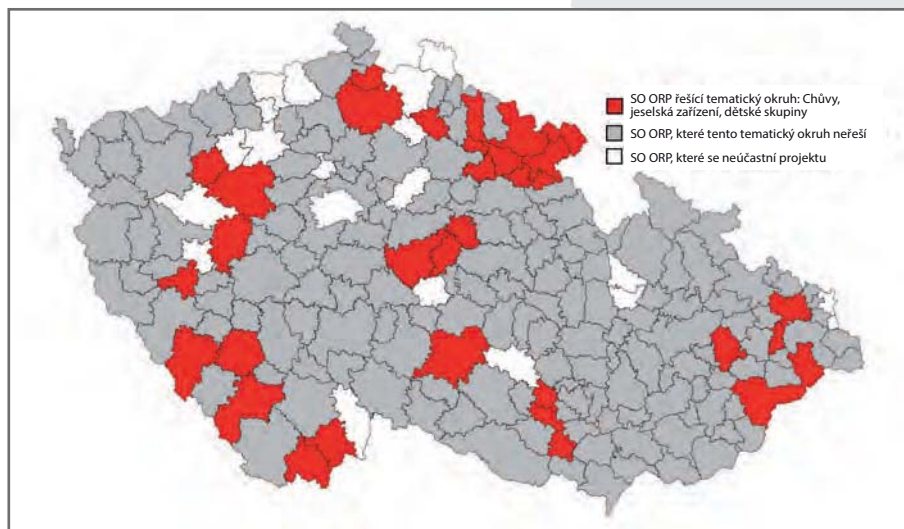 SO ORP řešící tematický okruh: Chůvy,
jeselská zařízení, dětské skupiny
SO ORP, které tento tematický okruh neřeší
SO ORP, které se neúčastní projektu